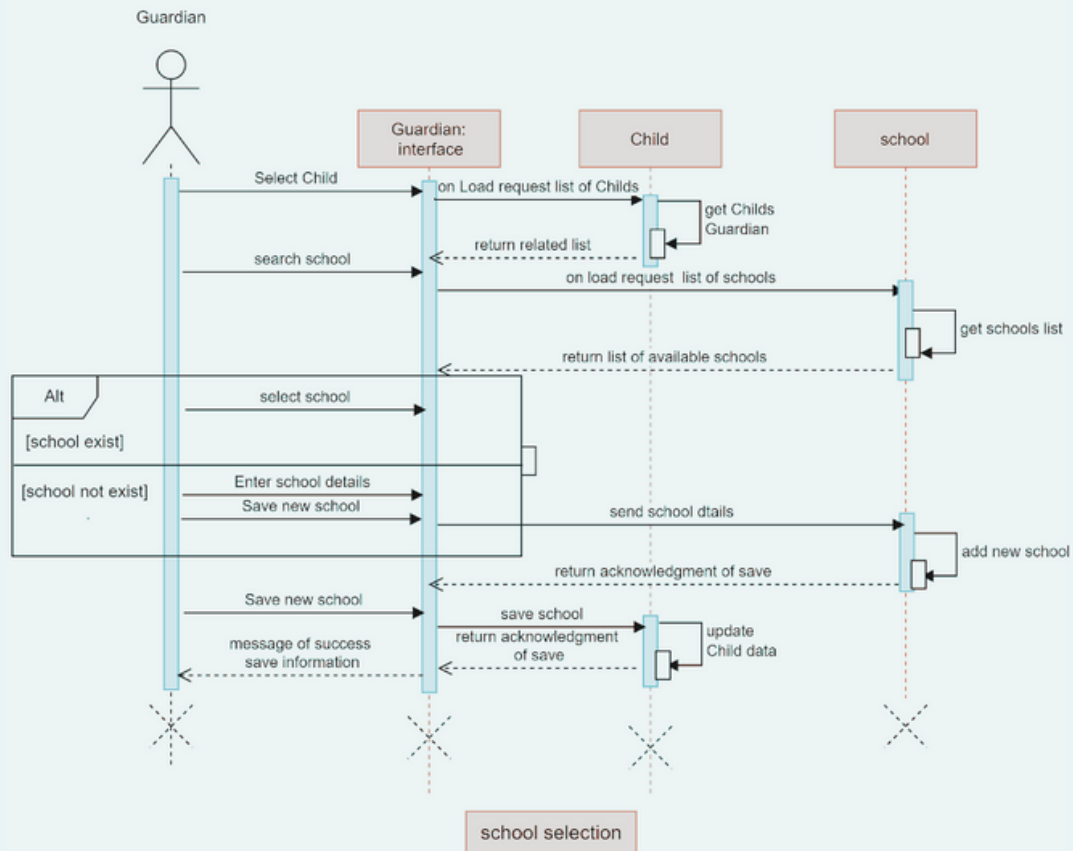 Guardian
Guardian:
interface
Child
school
Select Child
on Load request list of Childs
get Childs
Guardian
return related list
search school
on load request list of schools
get schools list
return list of available schools
Alt
select school
[school exist]
[school not exist]
Enter school details
Save new school
send school dtails
add new school
return acknowledgment of save
Save new school
save school
update
Child data
return acknowledgment
of save
message of success
save information
school selection